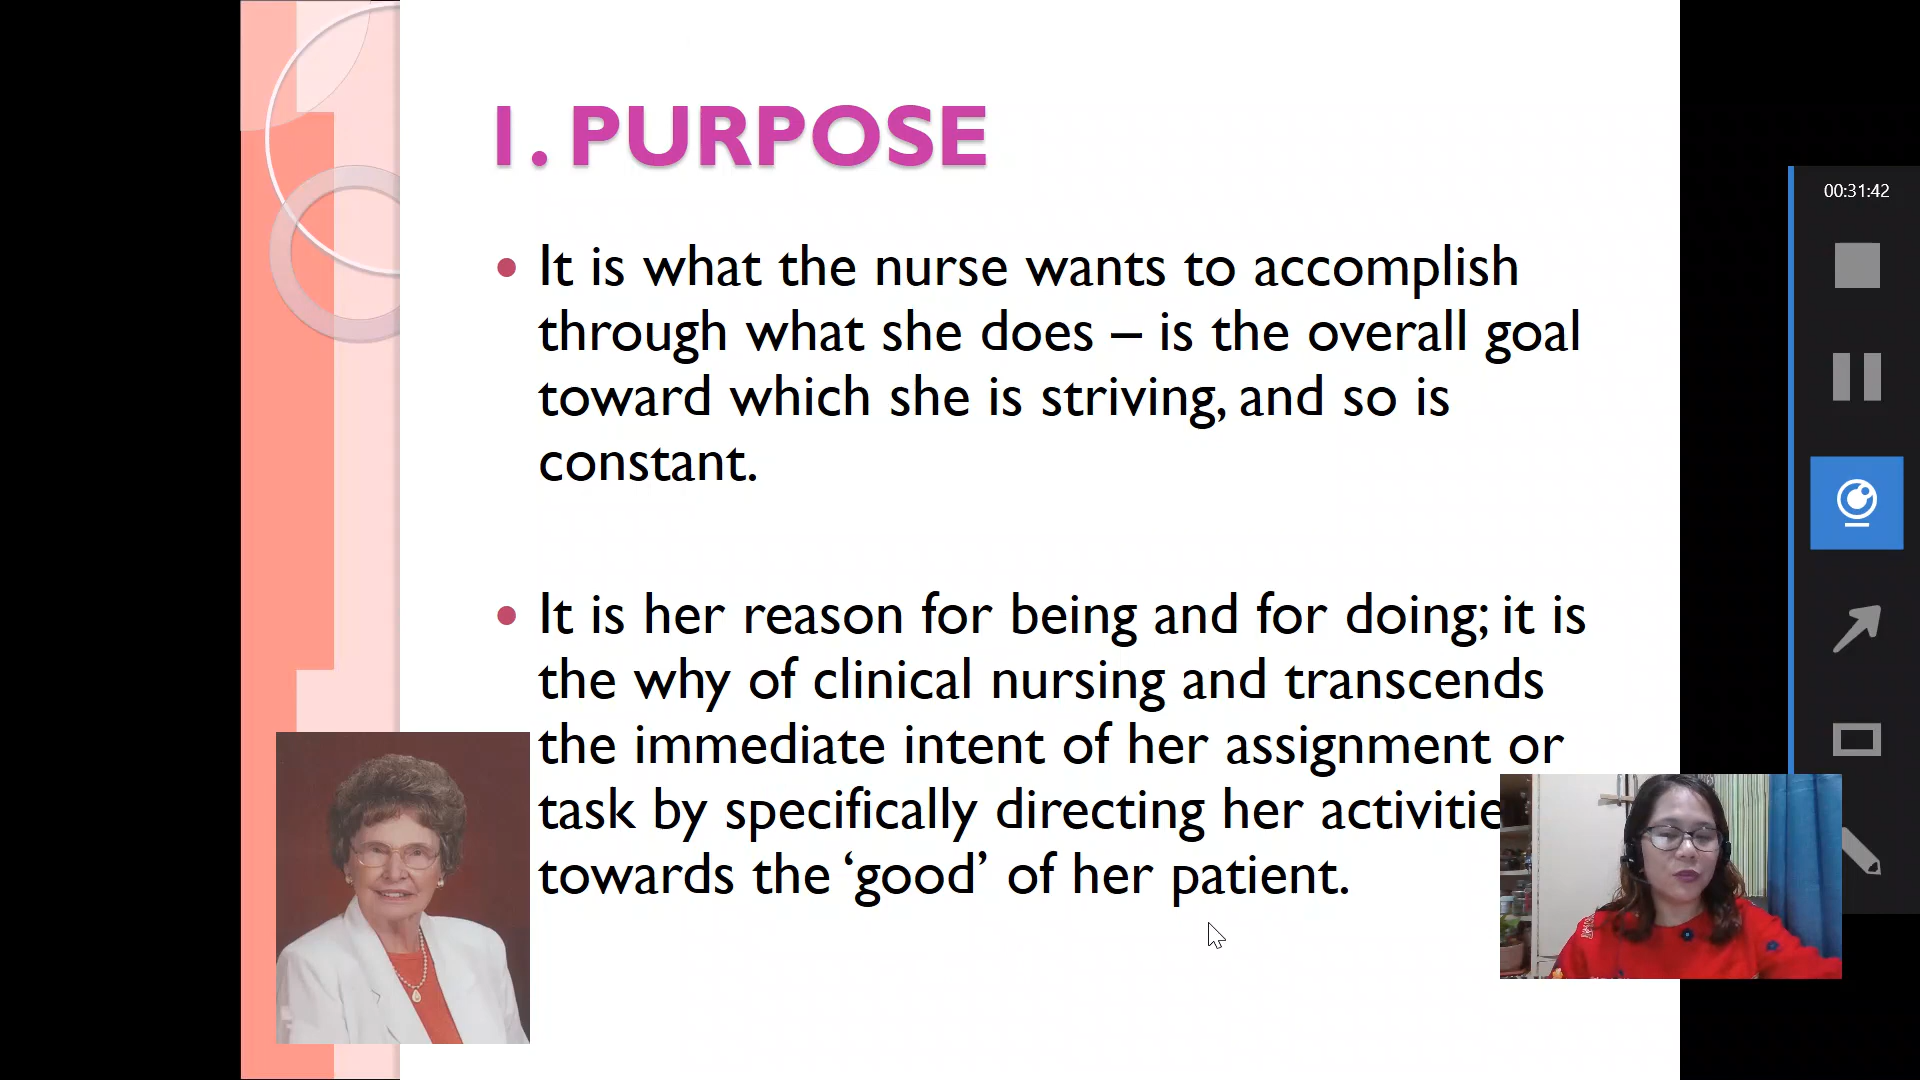 1. PURPOSE
00:31:42
• It is what the nurse wants to accomplish
through what she does – is the overall goal
toward which she is striving, and so is
constant.
• It is her reason for being and for doing; it is
the why of clinical nursing and transcends
the immediate intent of her assignment or
task by specifically directing her activitie
towards the ‘good’ of her patient.